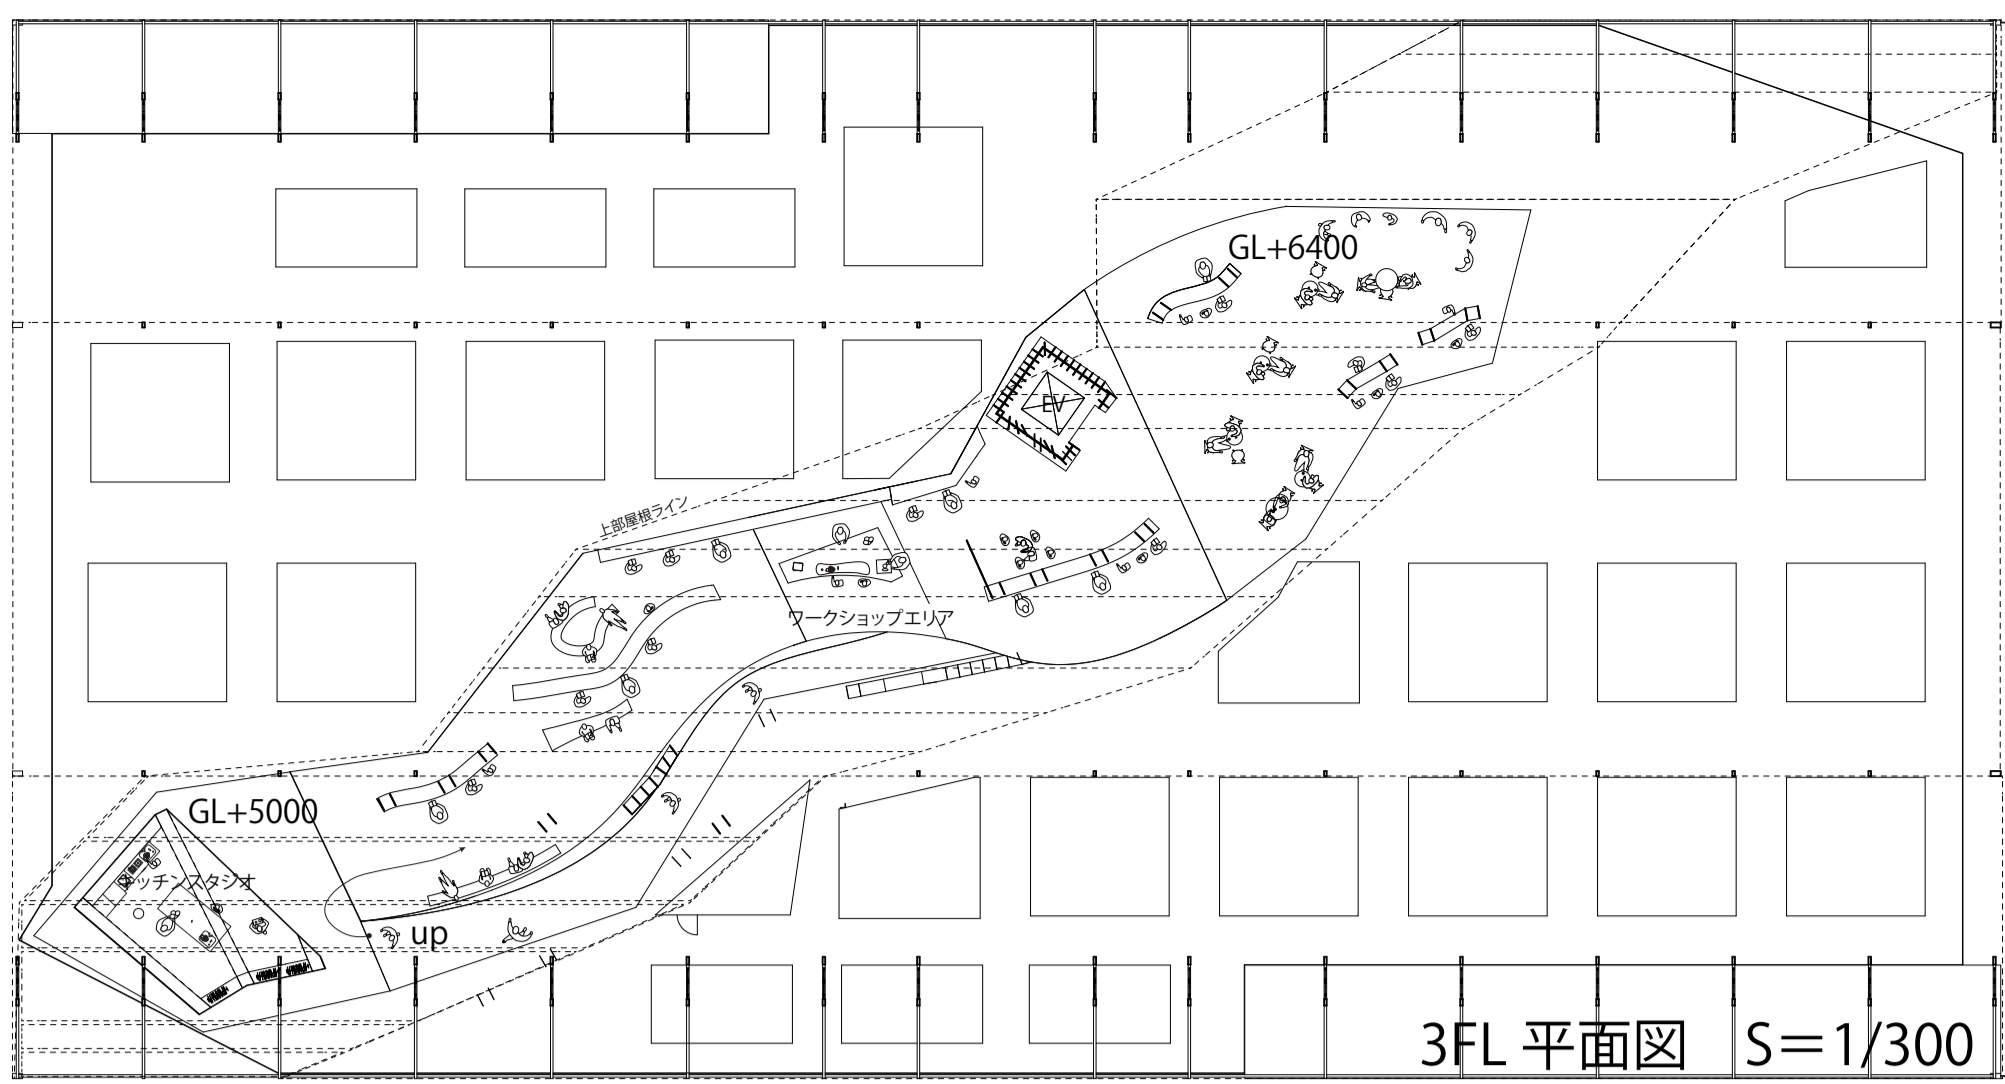 GL+6400
EV
上部屋根ライン
ワークショップエリア
GL+5000
キッチンスタジオ
up
3FL 平面図　S＝1/300